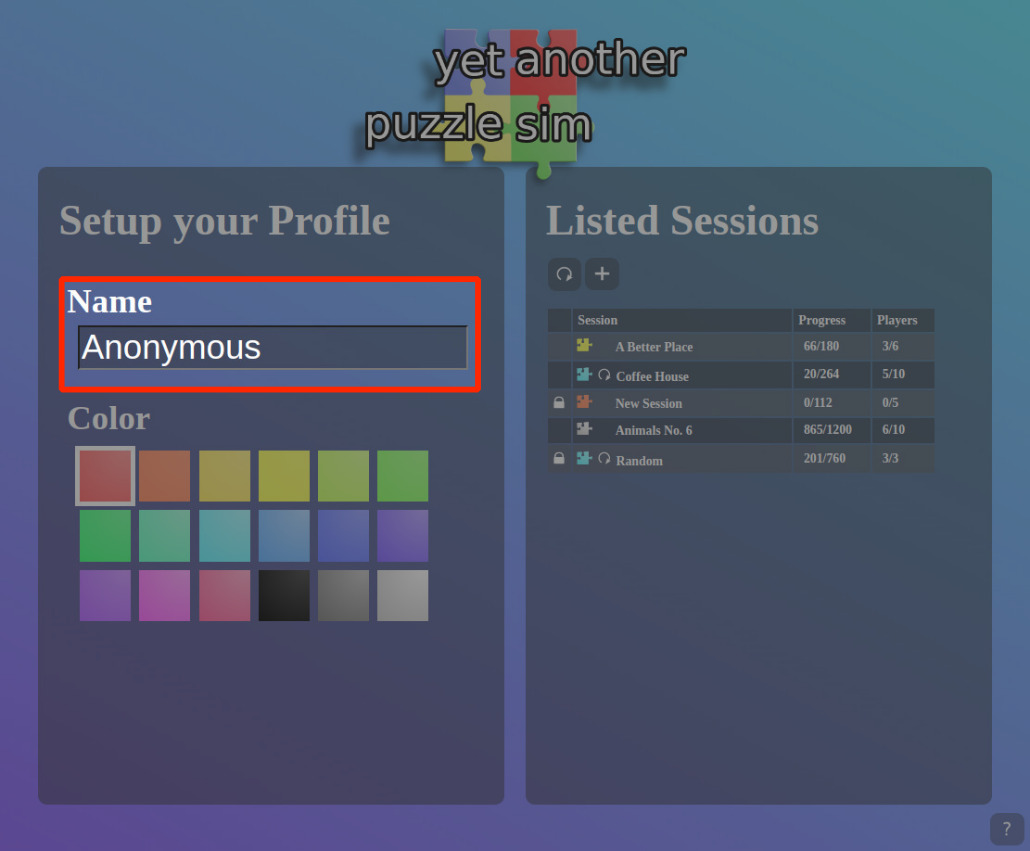 yet another
puzzle sim
Setup your Profile
Name
Anonymous
Color
Listed Sessions
+
Session Progress Players
A Better Place 66/180 3/6
Coffee House 20/264 5/10
New Session 0/112 0/5
Animals No. 6 865/1200 6/10
Random 201/760 3/3
?